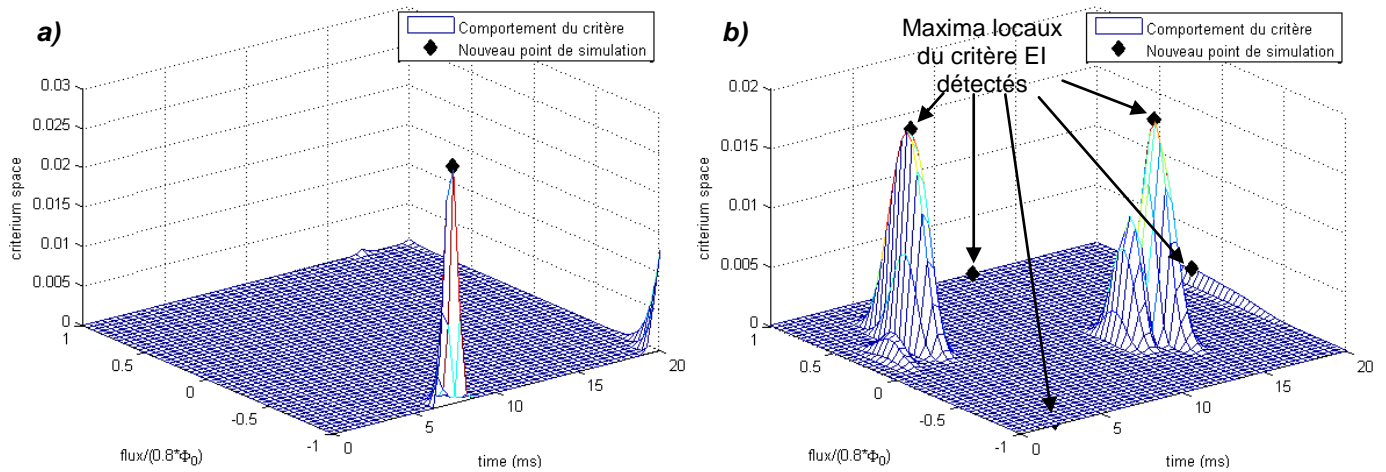 a)
Comportement du critère
Nouveau point de simulation
0.03
0.025
0.02
0.015
0.01
0.005
0
criterium space
1
0.5
0
-0.5
-1
flux/(0.8*Φ0)
0
5
10
15
20
time (ms)
b)
Maxima locaux
du critère EI
détectés
Comportement du critère
Nouveau point de simulation
0.02
0.015
0.01
0.005
0
criterium space
1
0.5
0
-0.5
-1
flux/(0.8*Φ0)
0
5
10
15
20
time (ms)